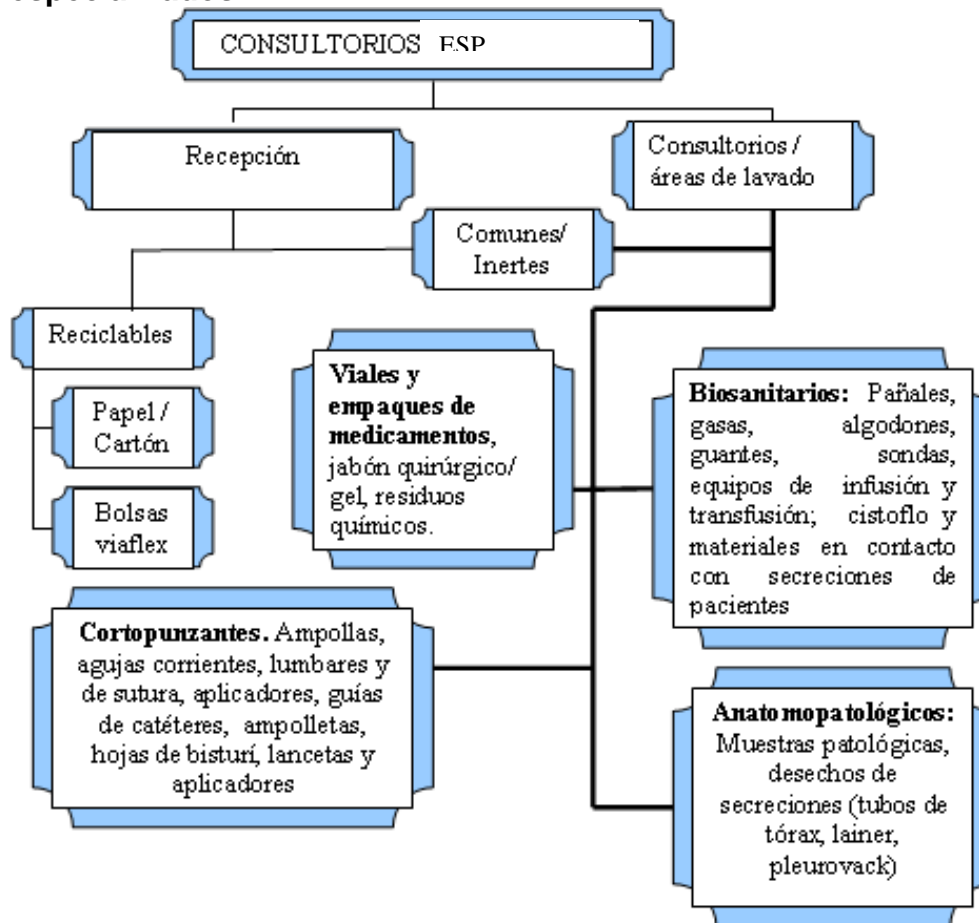 CONSULTORIOS ESP
Recepción
Consultorios /
áreas de lavado
Comunes/
Inertes
Reciclables
Papel /
Cartón
Bolsas
viaflex
Viales y
empaques de
medicamentos,
jabón quirúrgico/
gel, residuos
químicos.
Biosanitarios: Pañales,
gasas, algodones,
guantes, sondas,
equipos de infusión y
transfusión; cistoflo y
materiales en contacto
con secreciones de
pacientes
Cortopunzantes. Ampollas,
agujas corrientes, lumbares y
de sutura, aplicadores, guías
de catéteres, ampolletas,
hojas de bisturí, lancetas y
aplicadores
Anatomopatológicos:
Muestras patológicas,
desechos de
secreciones (tubos de
tórax, lainer,
pleurovack)